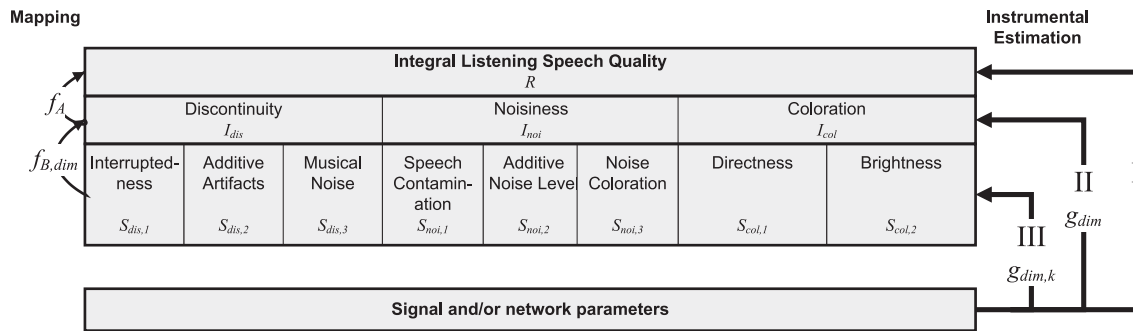 Mapping
Instrumental
Estimation
Integral Listening Speech Quality
R
f_A
Discontinuity
Noisiness
Coloration
I_dis
I_noi
I_col
f_B,dim
Interrupted-
ness
Additive
Artifacts
Musical
Noise
Speech
Contamin-
ation
Additive
Noise Level
Noise
Coloration
Directness
Brightness
S_dis,1
S_dis,2
S_dis,3
S_noi,1
S_noi,2
S_noi,3
S_col,1
S_col,2
II
g_dim
III
g_dim,k
Signal and/or network parameters